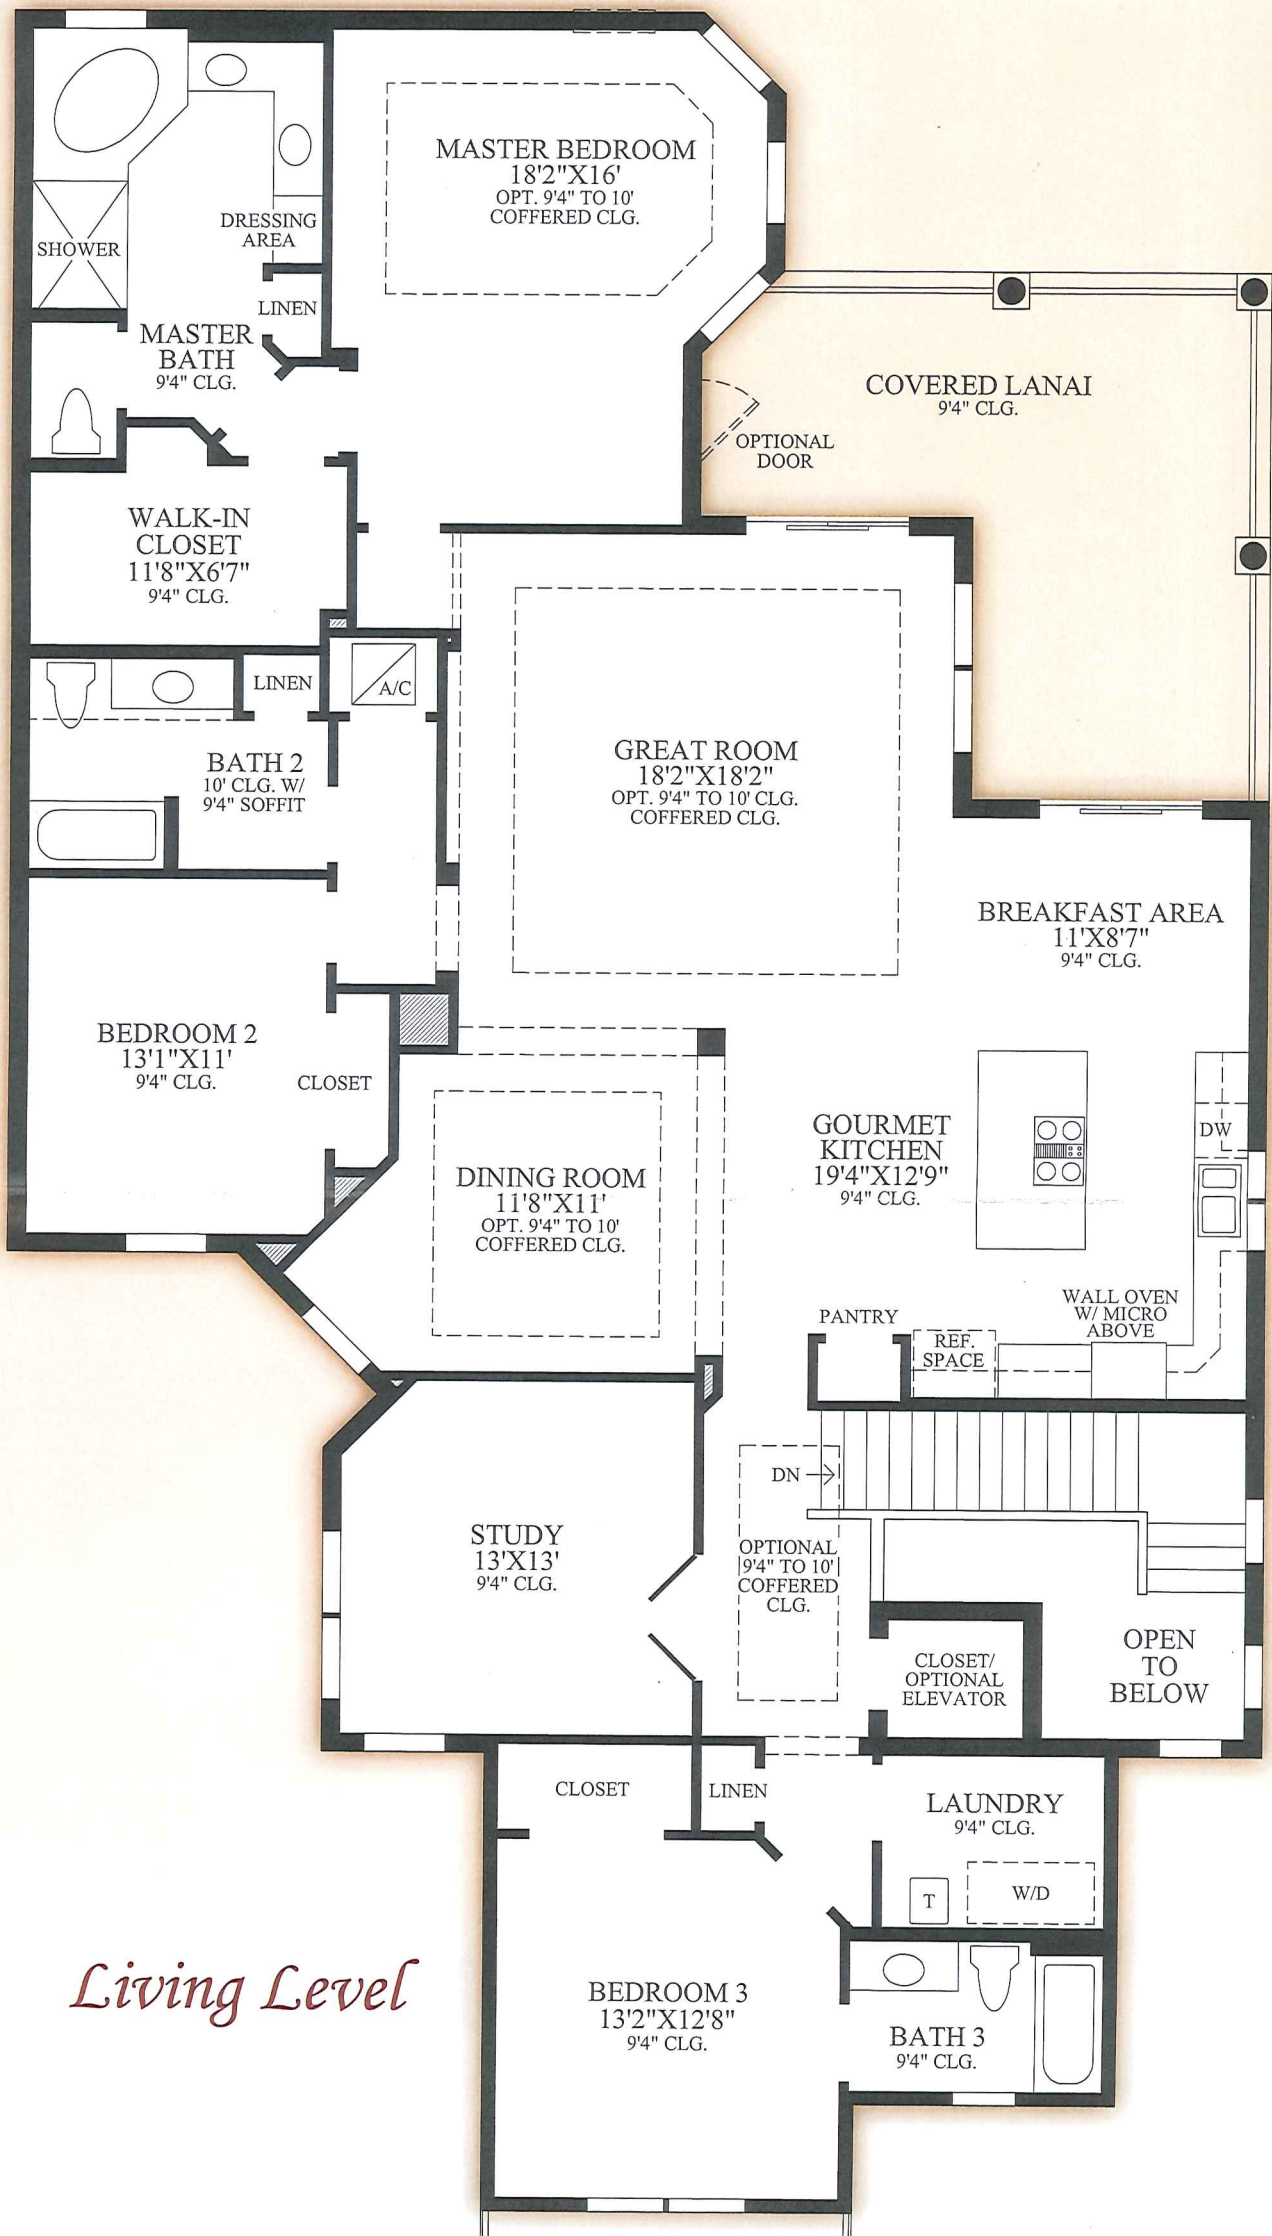 MASTER BEDROOM
18'2"X16'
OPT. 9'4" TO 10'
COFFERED CLG.
DRESSING
AREA
SHOWER
LINEN
MASTER
BATH
9'4" CLG.
COVERED LANAI
9'4" CLG.
OPTIONAL
DOOR
WALK-IN
CLOSET
11'8"X6'7"
9'4" CLG.
LINEN
A/C
BATH 2
10' CLG. W/
9'4" SOFFIT
GREAT ROOM
18'2"X18'2"
OPT. 9'4" TO 10' CLG.
COFFERED CLG.
BREAKFAST AREA
11'X8'7"
9'4" CLG.
BEDROOM 2
13'1"X11'
9'4" CLG.
CLOSET
DINING ROOM
11'8"X11'
OPT. 9'4" TO 10'
COFFERED CLG.
GOURMET
KITCHEN
19'4"X12'9"
9'4" CLG.
DW
WALL OVEN
W/ MICRO
ABOVE
PANTRY
REF.
SPACE
DN
STUDY
13'X13'
9'4" CLG.
OPTIONAL
9'4" TO 10'
COFFERED
CLG.
CLOSET/
OPTIONAL
ELEVATOR
OPEN
TO
BELOW
CLOSET
LINEN
LAUNDRY
9'4" CLG.
T
W/D
Living Level
BEDROOM 3
13'2"X12'8"
9'4" CLG.
BATH 3
9'4" CLG.